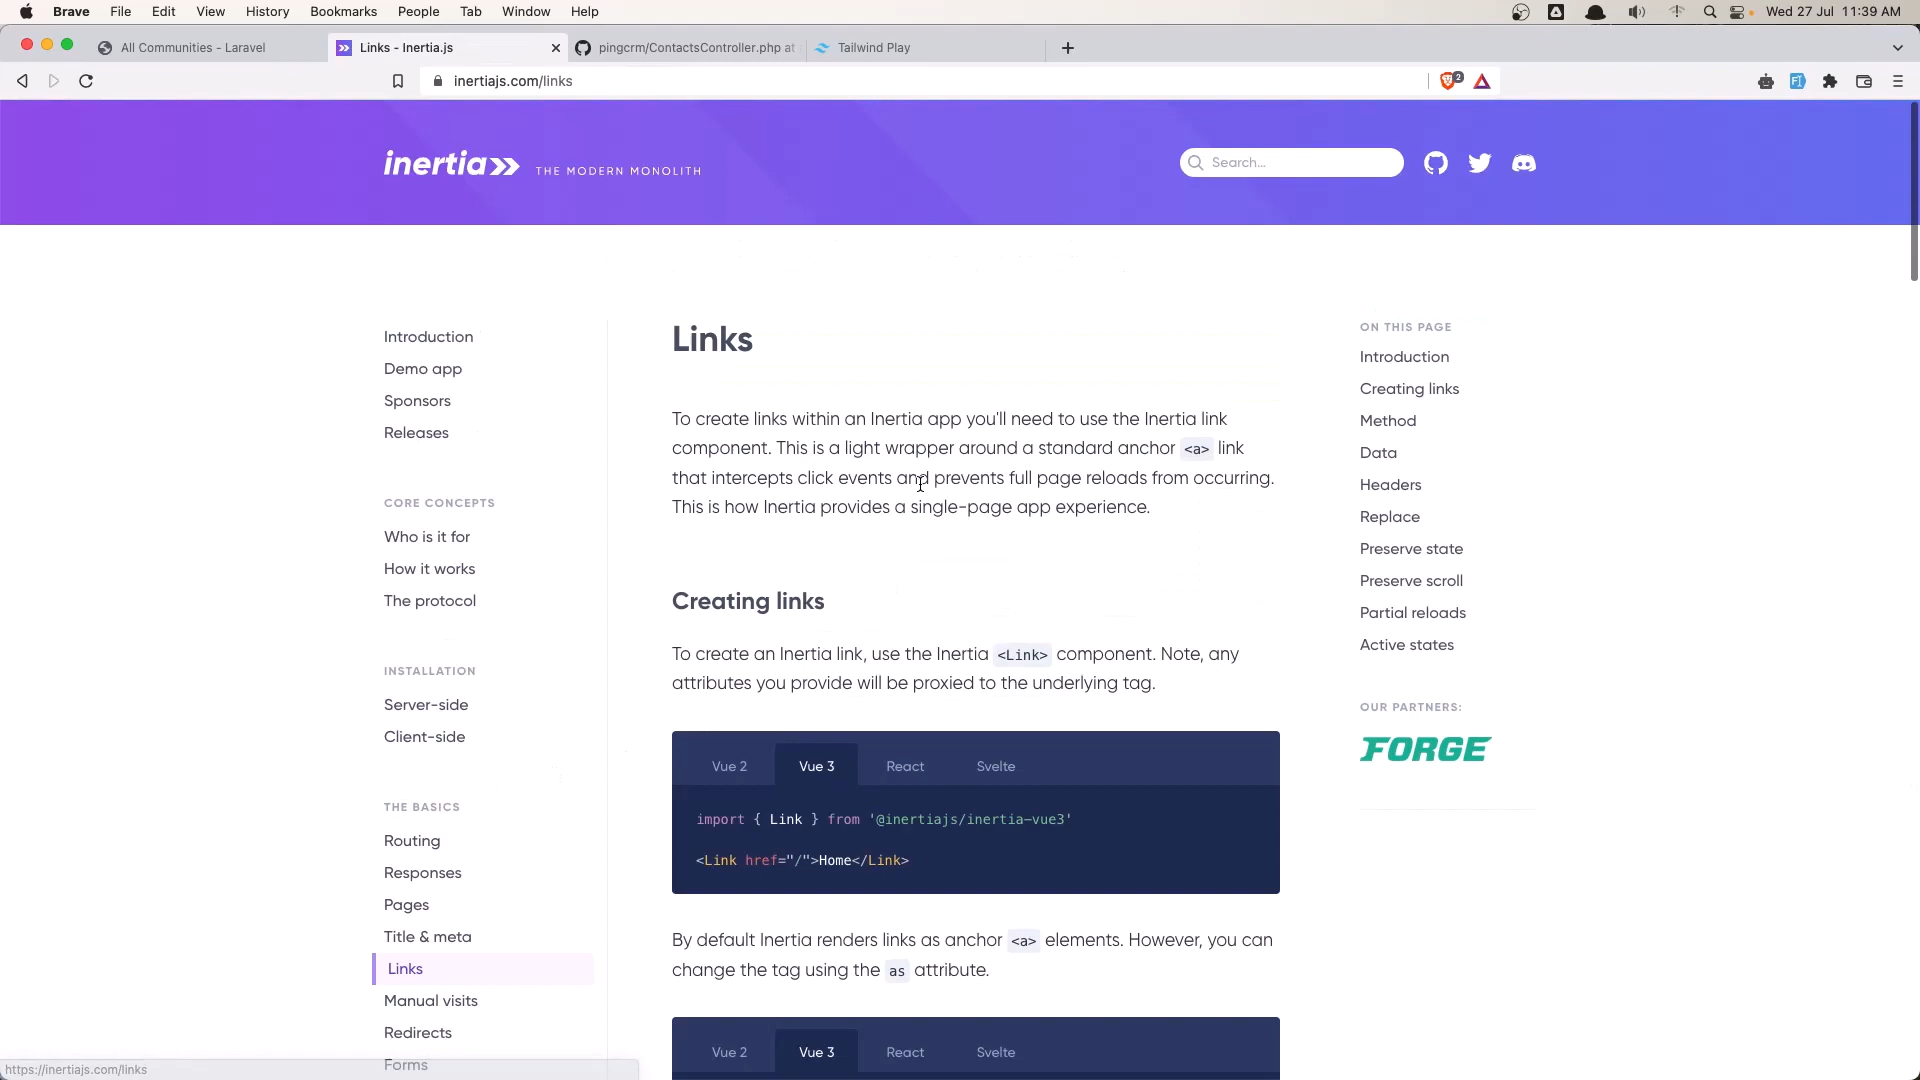 Brave File Edit View History Bookmarks People Tab Window Help
Wed 27 Jul 11:39 AM
All Communities - Laravel
Links - Inertia.js
pingcrm/ContactsController.php at
Tailwind Play
inertiajs.com/links
2
inertia
THE MODERN MONOLITH
Search...
Introduction
Demo app
Sponsors
Releases
CORE CONCEPTS
Who is it for
How it works
The protocol
INSTALLATION
Server-side
Client-side
THE BASICS
Routing
Responses
Pages
Title & meta
Links
Manual visits
Redirects
Forms
https://inertiajs.com/links
Links
To create links within an Inertia app you'll need to use the Inertia link
component. This is a light wrapper around a standard anchor <a> link
that intercepts click events and prevents full page reloads from occurring.
This is how Inertia provides a single-page app experience.
Creating links
To create an Inertia link, use the Inertia <Link> component. Note, any
attributes you provide will be proxied to the underlying tag.
Vue 2 Vue 3 React Svelte
import { Link } from '@inertiajs/inertia-vue3'
<Link href="/">Home</Link>
By default Inertia renders links as anchor <a> elements. However, you can
change the tag using the as attribute.
Vue 2 Vue 3 React Svelte
ON THIS PAGE
Introduction
Creating links
Method
Data
Headers
Replace
Preserve state
Preserve scroll
Partial reloads
Active states
OUR PARTNERS:
FORGE